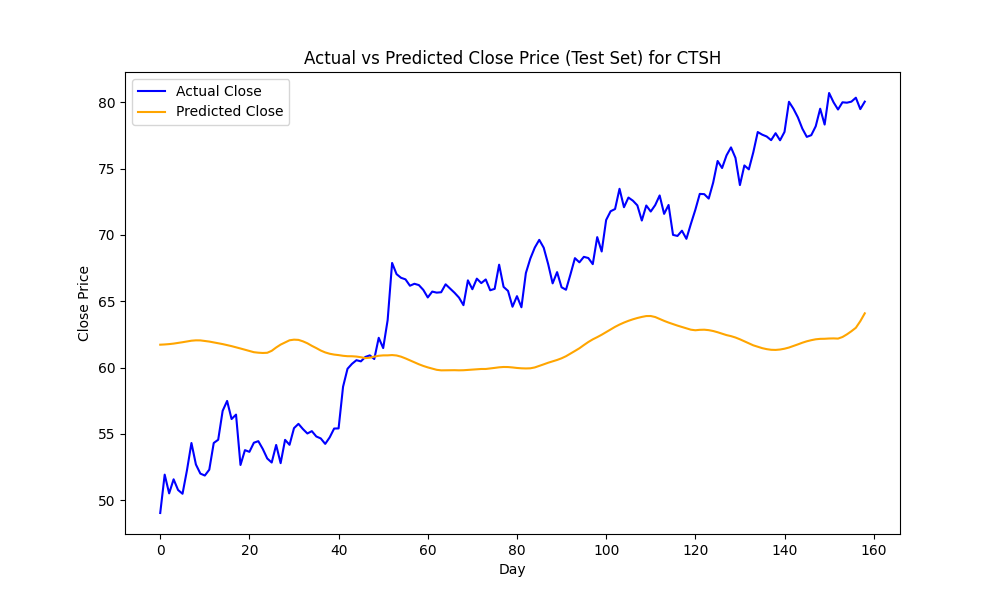 Actual vs Predicted Close Price (Test Set) for CTSH
Actual Close
Predicted Close
Close Price
80
75
70
65
60
55
50
0 20 40 60 80 100 120 140 160
Day